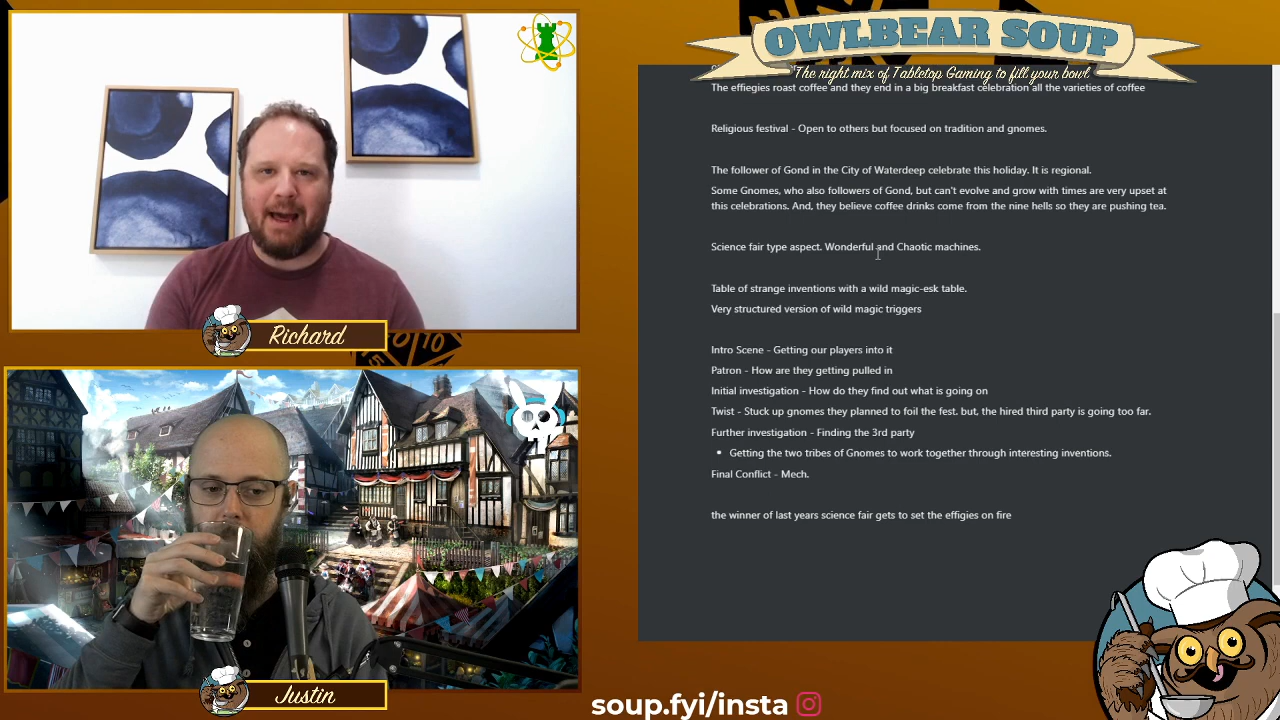 OWLBEAR SOUP
The right mix of Tabletop Gaming to fill your bowl
The effiegies roast coffee and they end in a big breakfast celebration all the varieties of coffee
Religious festival - Open to others but focused on tradition and gnomes.
The follower of Gond in the City of Waterdeep celebrate this holiday. It is regional.
Some Gnomes, who also followers of Gond, but can't evolve and grow with times are very upset at
this celebrations. And, they believe coffee drinks come from the nine hells so they are pushing tea.
Science fair type aspect. Wonderful and Chaotic machines.
Table of strange inventions with a wild magic-esk table.
Very structured version of wild magic triggers
Intro Scene - Getting our players into it
Patron - How are they getting pulled in
Initial investigation - How do they find out what is going on
Twist - Stuck up gnomes they planned to foil the fest. but, the hired third party is going too far.
Further investigation - Finding the 3rd party
• Getting the two tribes of Gnomes to work together through interesting inventions.
Final Conflict - Mech.
the winner of last years science fair gets to set the effigies on fire
Richard
10
Justin
soup.fyi/insta